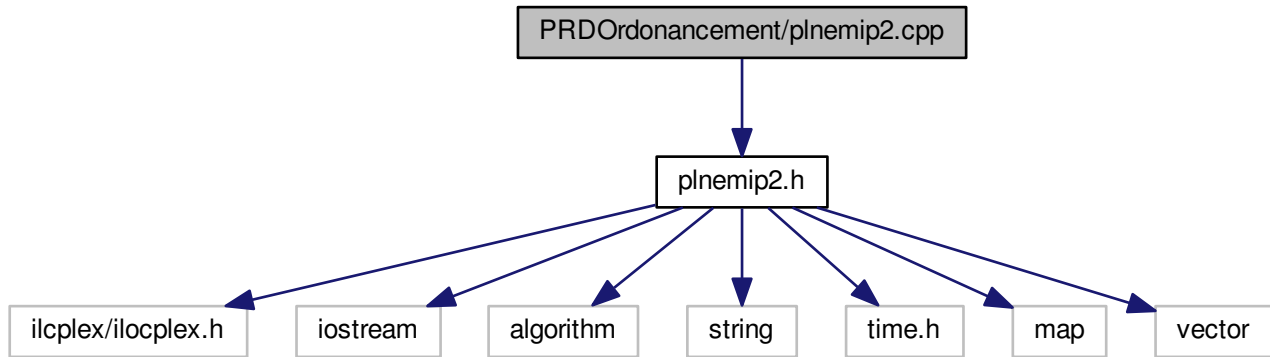 PRDOrdonancement/plnemip2.cpp
plnemip2.h
ilcplex/ilocplex.h
iostream
algorithm
string
time.h
map
vector